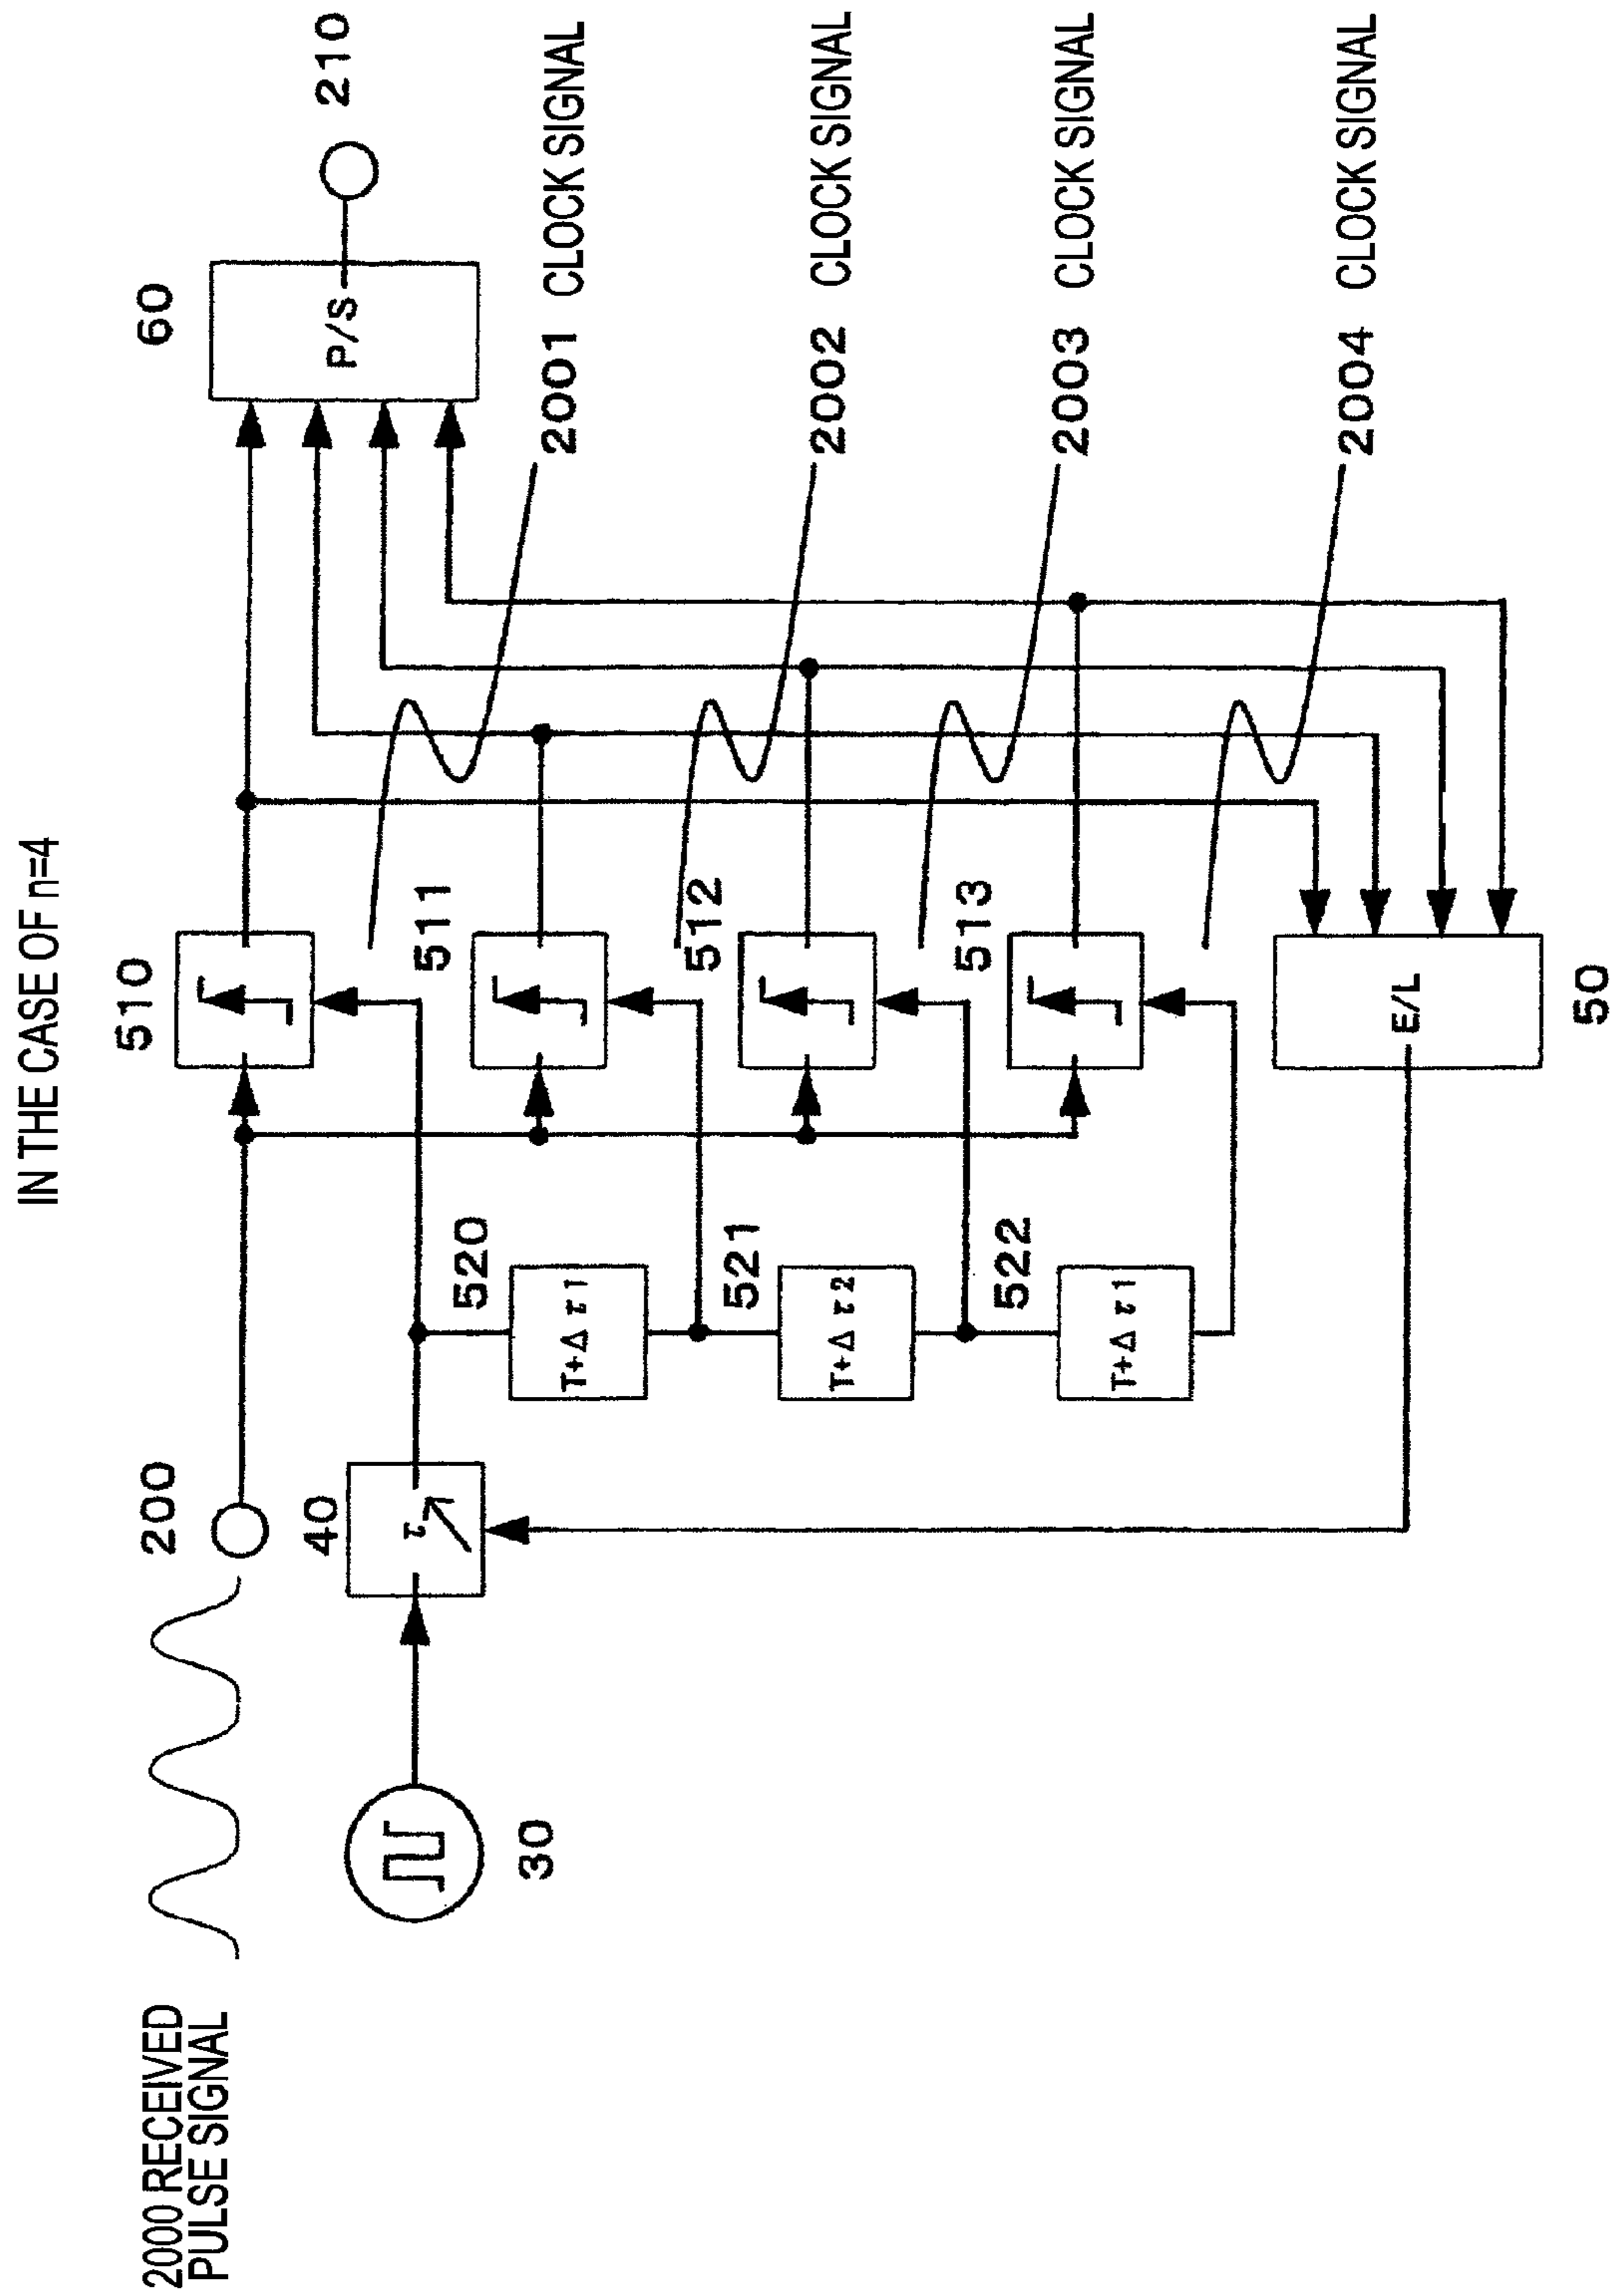 IN THE CASE OF n=4
2000 RECEIVED
PULSE SIGNAL
200
510
60
210
P/S
30
40
τ
520
T+Δτ1
511
2001 CLOCK SIGNAL
521
T+Δτ2
512
2002 CLOCK SIGNAL
522
T+Δτ1
513
2003 CLOCK SIGNAL
2004 CLOCK SIGNAL
E/L
50